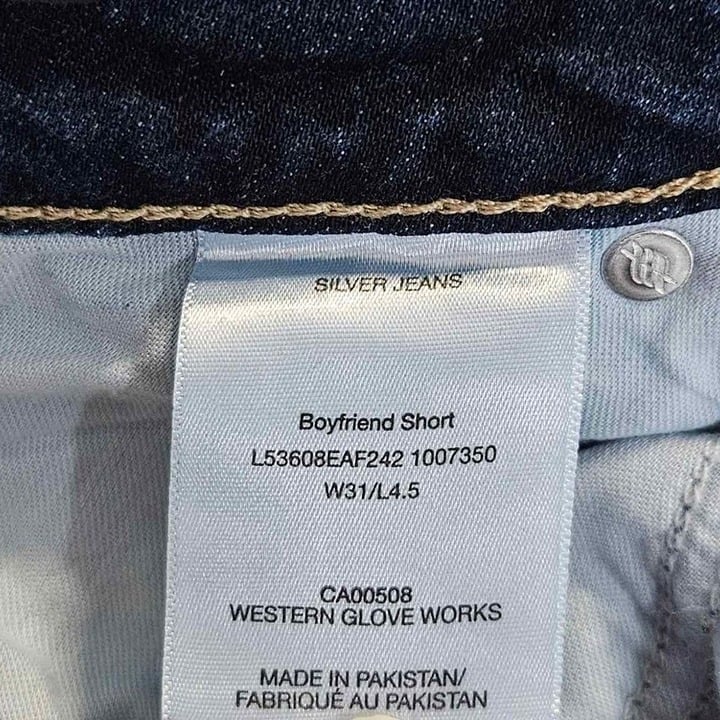 SILVER JEANS
Boyfriend Short
L53608EAF242 1007350
W31/L4.5
CA00508
WESTERN GLOVE WORKS
MADE IN PAKISTAN/
FABRIQUÉ AU PAKISTAN